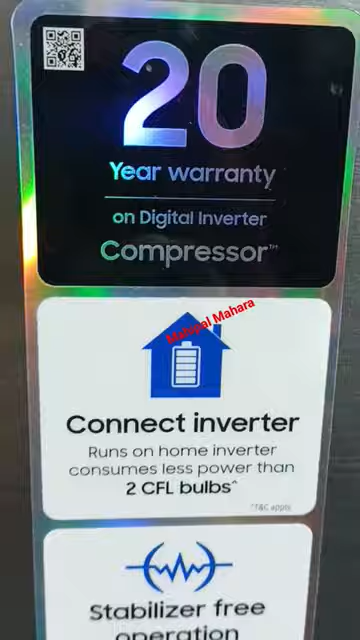 20
Year warranty
on Digital Inverter
Compressor™
Mahipal Mahara
Connect inverter
Runs on home inverter
consumes less power than
2 CFL bulbs^
^T&C apply
Stabilizer free
operation